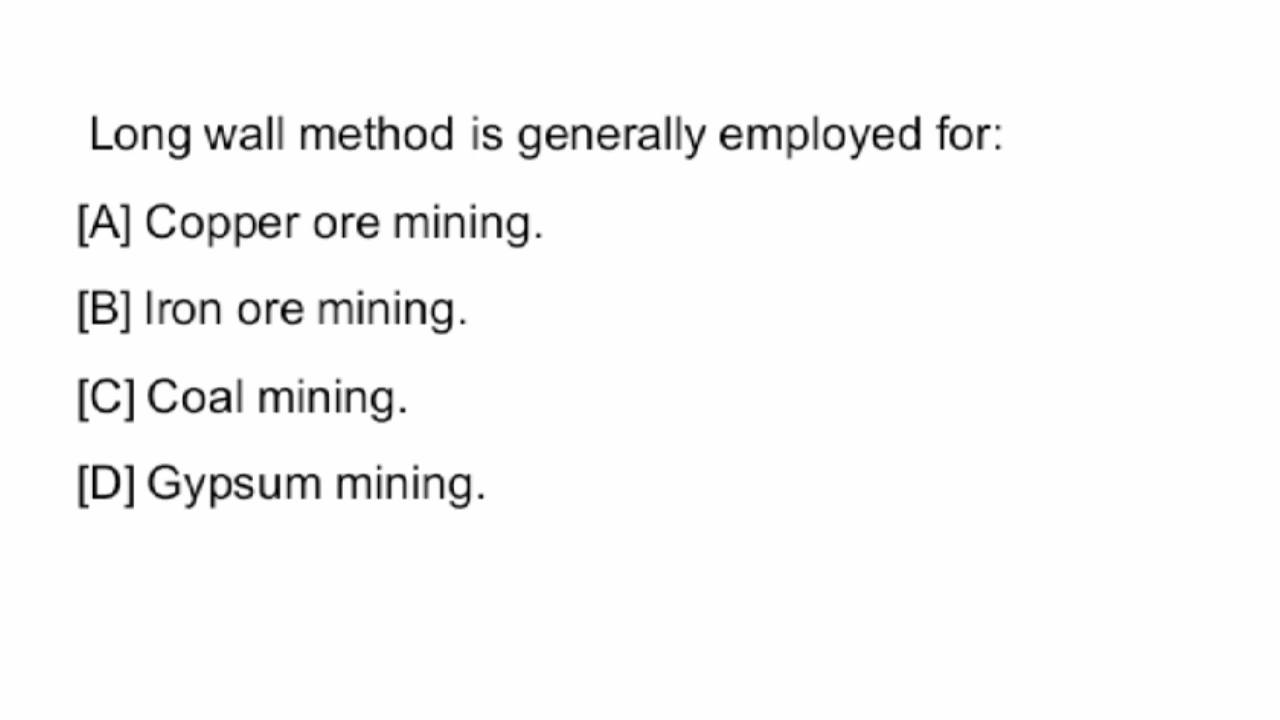 Long wall method is generally employed for:
[A] Copper ore mining.
[B] Iron ore mining.
[C] Coal mining.
[D] Gypsum mining.